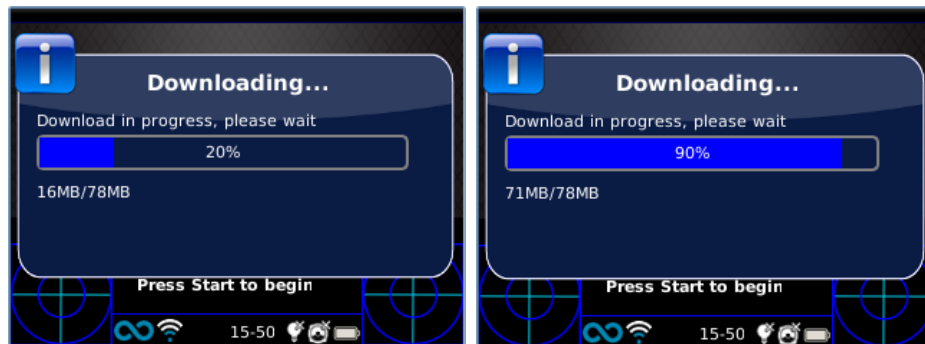 Downloading...
Download in progress, please wait
20%
16MB/78MB
Press Start to begin
15-50
Downloading...
Download in progress, please wait
90%
71MB/78MB
Press Start to begin
15-50